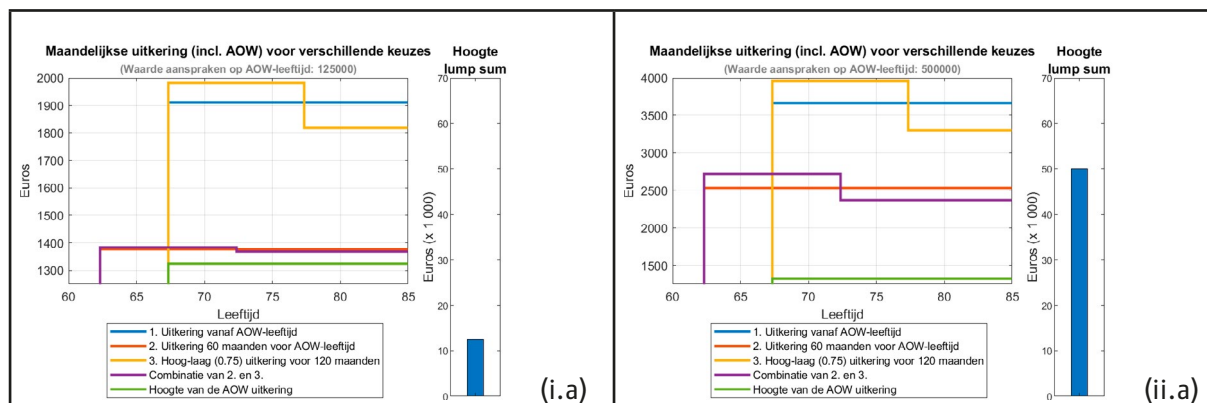 Maandelijkse uitkering (incl. AOW) voor verschillende keuzes
(Waarde aanspraken op AOW-leeftijd: 125000)
Hoogte
lump sum
2000
1900
1800
1700
1600
1500
1400
1300
Euros
60
65
70
75
80
85
Leeftijd
70
60
50
40
30
20
10
0
Euros (x 1 000)
1. Uitkering vanaf AOW-leeftijd
2. Uitkering 60 maanden voor AOW-leeftijd
3. Hoog-laag (0.75) uitkering voor 120 maanden
Combinatie van 2. en 3.
Hoogte van de AOW uitkering
(i.a)
Maandelijkse uitkering (incl. AOW) voor verschillende keuzes
(Waarde aanspraken op AOW-leeftijd: 500000)
Hoogte
lump sum
4000
3500
3000
2500
2000
1500
Euros
60
65
70
75
80
85
Leeftijd
70
60
50
40
30
20
10
0
Euros (x 1 000)
1. Uitkering vanaf AOW-leeftijd
2. Uitkering 60 maanden voor AOW-leeftijd
3. Hoog-laag (0.75) uitkering voor 120 maanden
Combinatie van 2. en 3.
Hoogte van de AOW uitkering
(ii.a)